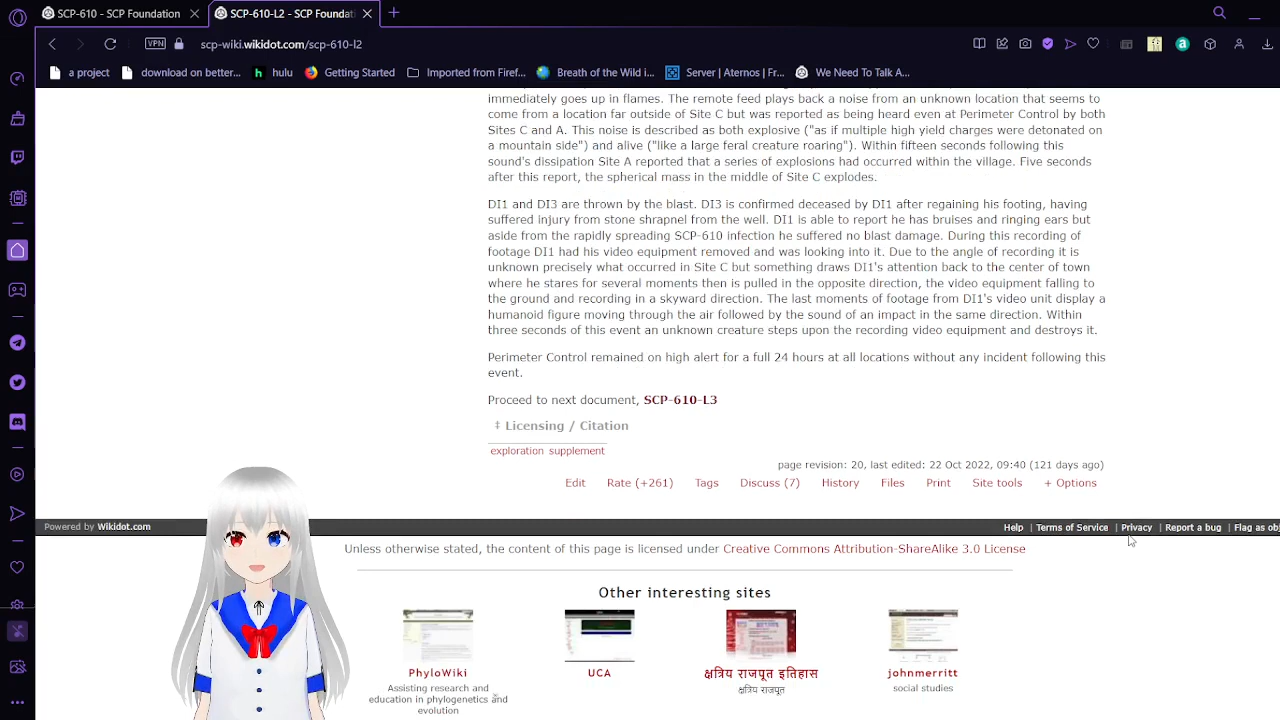 SCP-610 - SCP Foundation
SCP-610-L2 - SCP Foundati
VPN
scp-wiki.wikidot.com/scp-610-l2
a project
download on better...
hulu
Getting Started
Imported from Firef...
Breath of the Wild i...
Server | Aternos | Fr...
We Need To Talk A...
immediately goes up in flames. The remote feed plays back a noise from an unknown location that seems to
come from a location far outside of Site C but was reported as being heard even at Perimeter Control by both
Sites C and A. This noise is described as both explosive ("as if multiple high yield charges were detonated on
a mountain side") and alive ("like a large feral creature roaring"). Within fifteen seconds following this
sound's dissipation Site A reported that a series of explosions had occurred within the village. Five seconds
after this report, the spherical mass in the middle of Site C explodes.
DI1 and DI3 are thrown by the blast. DI3 is confirmed deceased by DI1 after regaining his footing, having
suffered injury from stone shrapnel from the well. DI1 is able to report he has bruises and ringing ears but
aside from the rapidly spreading SCP-610 infection he suffered no blast damage. During this recording of
footage DI1 had his video equipment removed and was looking into it. Due to the angle of recording it is
unknown precisely what occurred in Site C but something draws DI1's attention back to the center of town
where he stares for several moments then is pulled in the opposite direction, the video equipment falling to
the ground and recording in a skyward direction. The last moments of footage from DI1's video unit display a
humanoid figure moving through the air followed by the sound of an impact in the same direction. Within
three seconds of this event an unknown creature steps upon the recording video equipment and destroys it.
Perimeter Control remained on high alert for a full 24 hours at all locations without any incident following this
event.
Proceed to next document, SCP-610-L3
‡ Licensing / Citation
exploration supplement
page revision: 20, last edited: 22 Oct 2022, 09:40 (121 days ago)
Edit Rate (+261) Tags Discuss (7) History Files Print Site tools + Options
Powered by Wikidot.com
Help | Terms of Service | Privacy | Report a bug | Flag as obj
Unless otherwise stated, the content of this page is licensed under Creative Commons Attribution-ShareAlike 3.0 License
Other interesting sites
PhyloWiki
Assisting research and
education in phylogenetics and
evolution
UCA
क्षत्रिय राजपूत इतिहास
क्षत्रिय राजपूत
johnmerritt
social studies